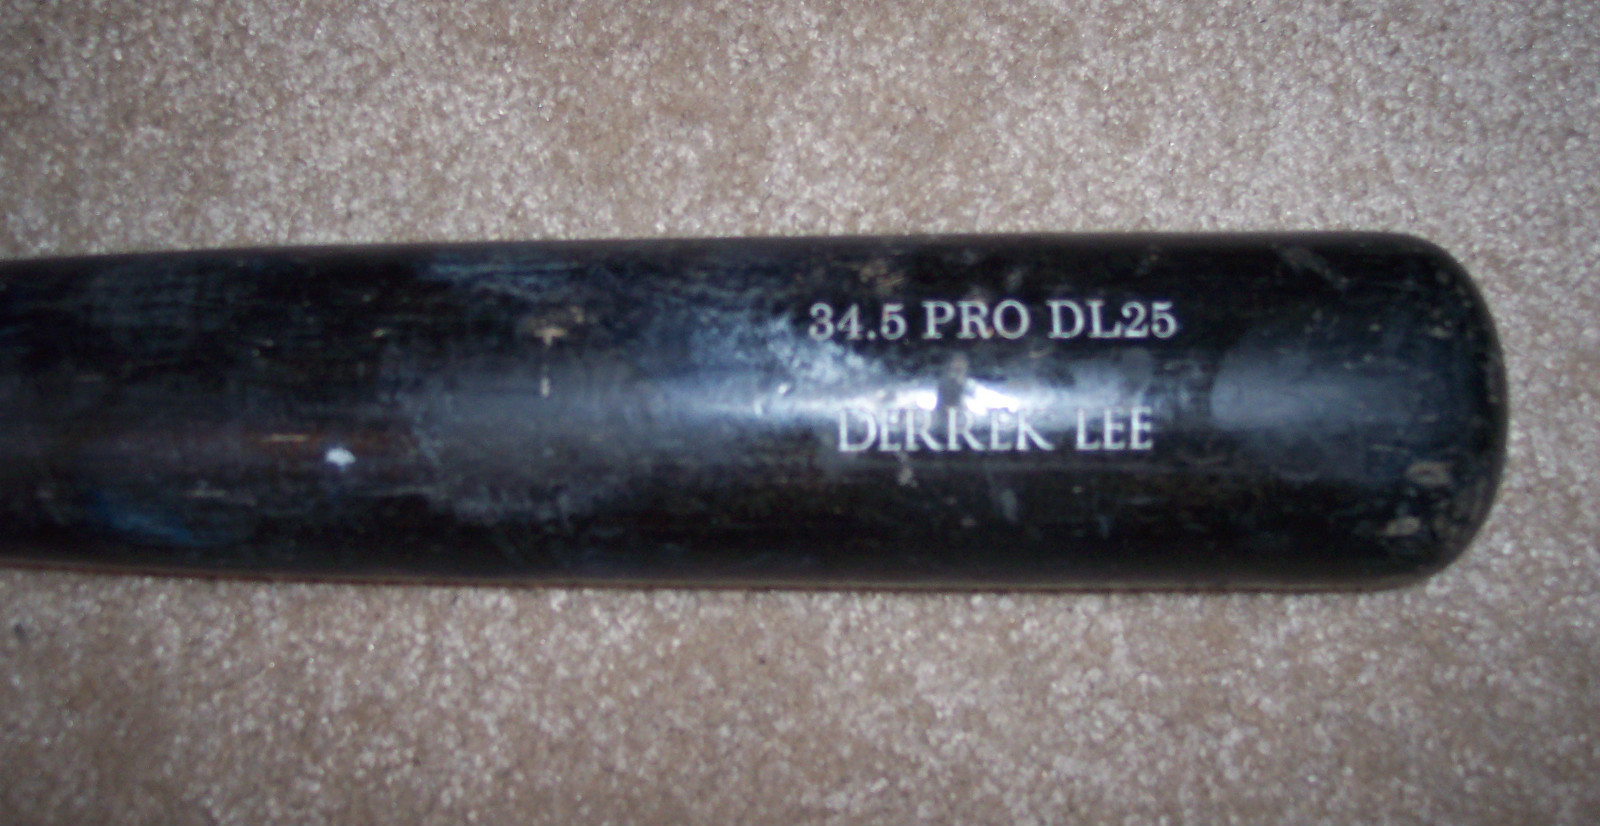 34.5 PRO DL25
DERREK LEE